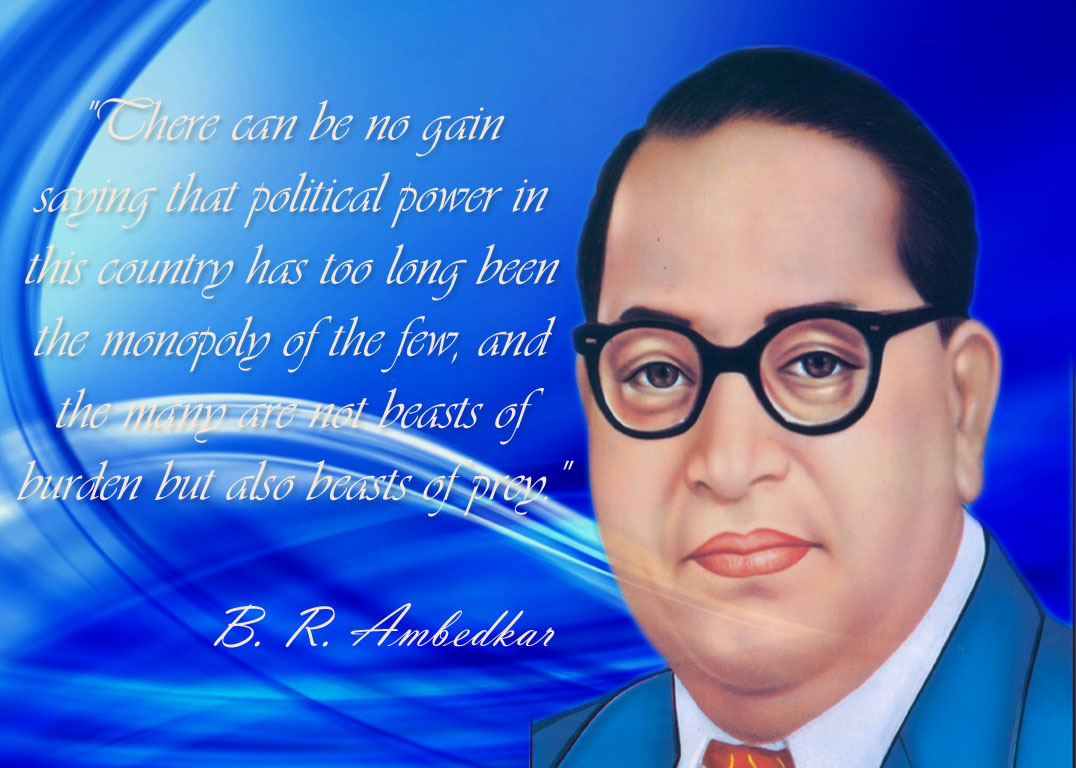 "There can be no gain
saying that political power in
this country has too long been
the monopoly of the few, and
the many are not beasts of
burden but also beasts of prey."
B. R. Ambedkar